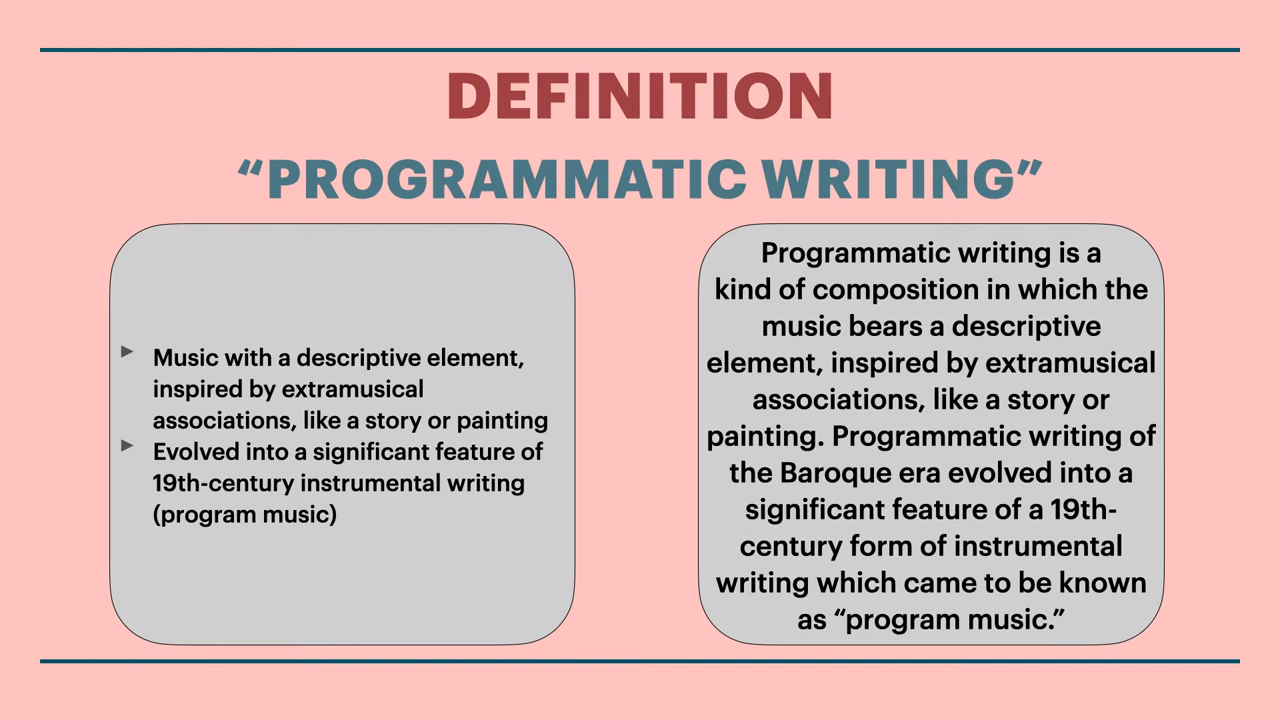 DEFINITION
“PROGRAMMATIC WRITING”
Music with a descriptive element,
inspired by extramusical
associations, like a story or painting
Evolved into a significant feature of
19th-century instrumental writing
(program music)
Programmatic writing is a
kind of composition in which the
music bears a descriptive
element, inspired by extramusical
associations, like a story or
painting. Programmatic writing of
the Baroque era evolved into a
significant feature of a 19th-
century form of instrumental
writing which came to be known
as “program music.”